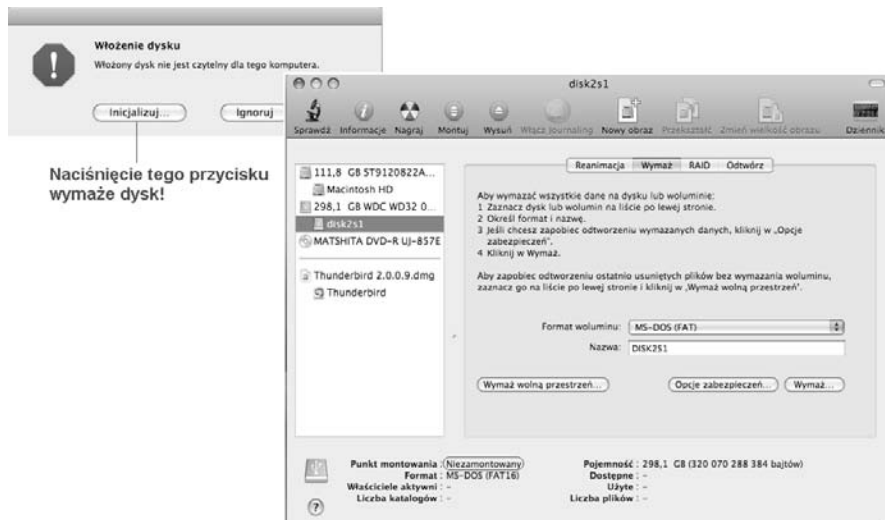 Włożenie dysku
Włożony dysk nie jest czytelny dla tego komputera.
Inicjalizuj...
Ignoruj
Naciśnięcie tego przycisku
wymaże dysk!
disk2s1
Sprawdź Informacje Nagraj Montuj Wysuń Włącz journaling Nowy obraz Przekształć Zmień wielkość obrazu Dziennik
111,8 GB ST9120822A...
Macintosh HD
298,1 GB WDC WD32 0...
disk2s1
MATSHITA DVD-R UJ-857E
Thunderbird 2.0.0.9.dmg
Thunderbird
Reanimacja Wymaż RAID Odtwórz
Aby wymazać wszystkie dane na dysku lub woluminie:
1 Zaznacz dysk lub wolumin na liście po lewej stronie.
2 Określ format i nazwę.
3 Jeśli chcesz zapobiec odtworzeniu wymazanych danych, kliknij w „Opcje
zabezpieczeń".
4 Kliknij w Wymaż.
Aby zapobiec odtworzeniu ostatnio usuniętych plików bez wymazania woluminu,
zaznacz go na liście po lewej stronie i kliknij w „Wymaż wolną przestrzeń".
Format woluminu: MS-DOS (FAT)
Nazwa: DISK2S1
Wymaż wolną przestrzeń... Opcje zabezpieczeń... Wymaż...
Punkt montowania : Niezamontowany
Format : MS-DOS (FAT16)
Właściciele aktywni : -
Liczba katalogów : -
Pojemność : 298,1 GB (320 070 288 384 bajtów)
Dostępne : -
Użyte : -
Liczba plików : -
?